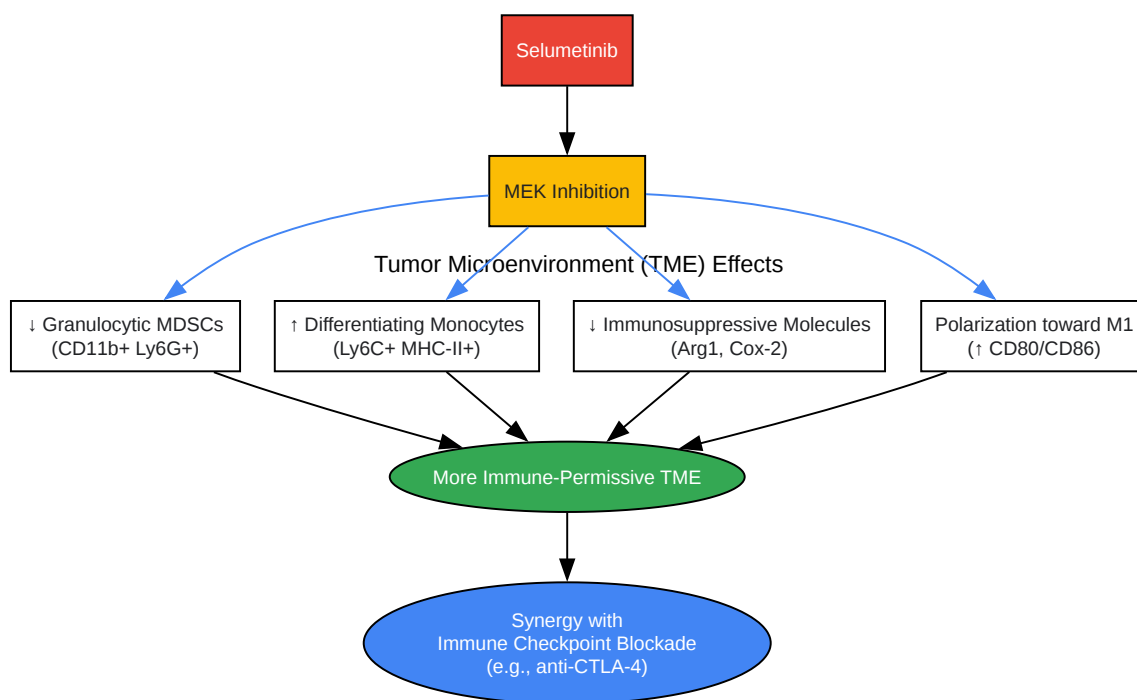 Selumetinib
MEK Inhibition
Tumor Microenvironment (TME) Effects
↓ Granulocytic MDSCs
(CD11b+ Ly6G+)
↑ Differentiating Monocytes
(Ly6C+ MHC-II+)
↓ Immunosuppressive Molecules
(Arg1, Cox-2)
Polarization toward M1
(↑ CD80/CD86)
More Immune-Permissive TME
Synergy with
Immune Checkpoint Blockade
(e.g., anti-CTLA-4)